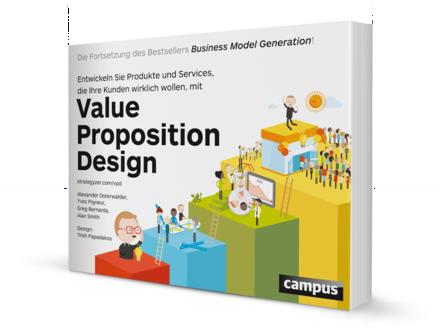 Die Fortsetzung des Bestsellers Business Model Generation!
Entwickeln Sie Produkte und Services,
die Ihre Kunden wirklich wollen, mit
Value
Proposition
Design
strategyzer.com/vpd
Alexander Osterwalder,
Yves Pigneur,
Greg Bernarda,
Alan Smith
Design:
Trish Papadakos
campus